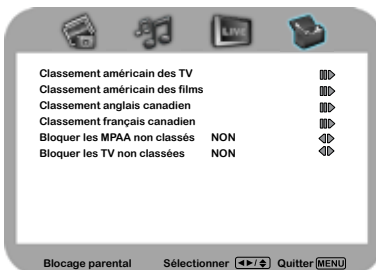 LIVE
Classement américain des TV
Classement américain des films
Classement anglais canadien
Classement français canadien
Bloquer les MPAA non classés NON
Bloquer les TV non classées NON
Blocage parental Sélectionner Quitter MENU